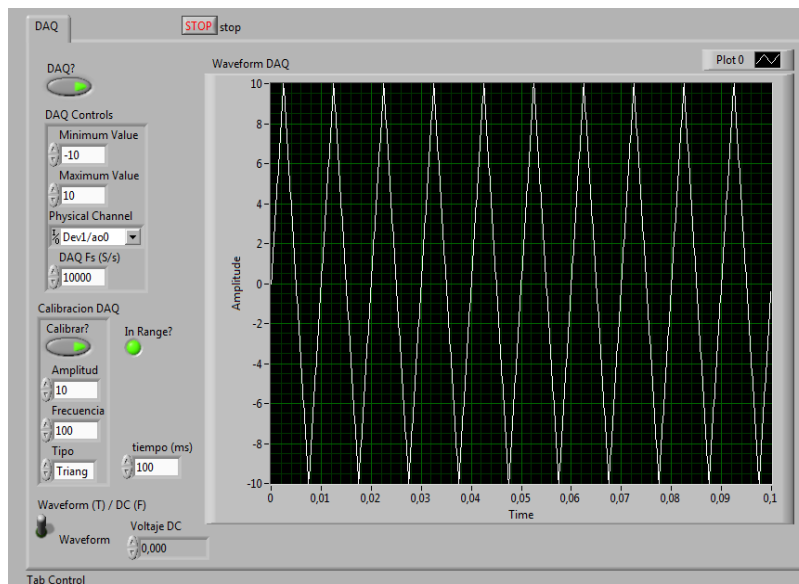 DAQ
STOP stop
DAQ?
DAQ Controls
Minimum Value
-10
Maximum Value
10
Physical Channel
I/O Dev1/ao0
DAQ Fs (S/s)
10000
Calibracion DAQ
Calibrar?
In Range?
Amplitud
10
Frecuencia
100
Tipo
Triang
tiempo (ms)
100
Waveform (T) / DC (F)
Waveform
Voltaje DC
0,000
Waveform DAQ
Plot 0
Amplitude
10
8
6
4
2
0
-2
-4
-6
-8
-10
0 0,01 0,02 0,03 0,04 0,05 0,06 0,07 0,08 0,09 0,1
Time
Tab Control